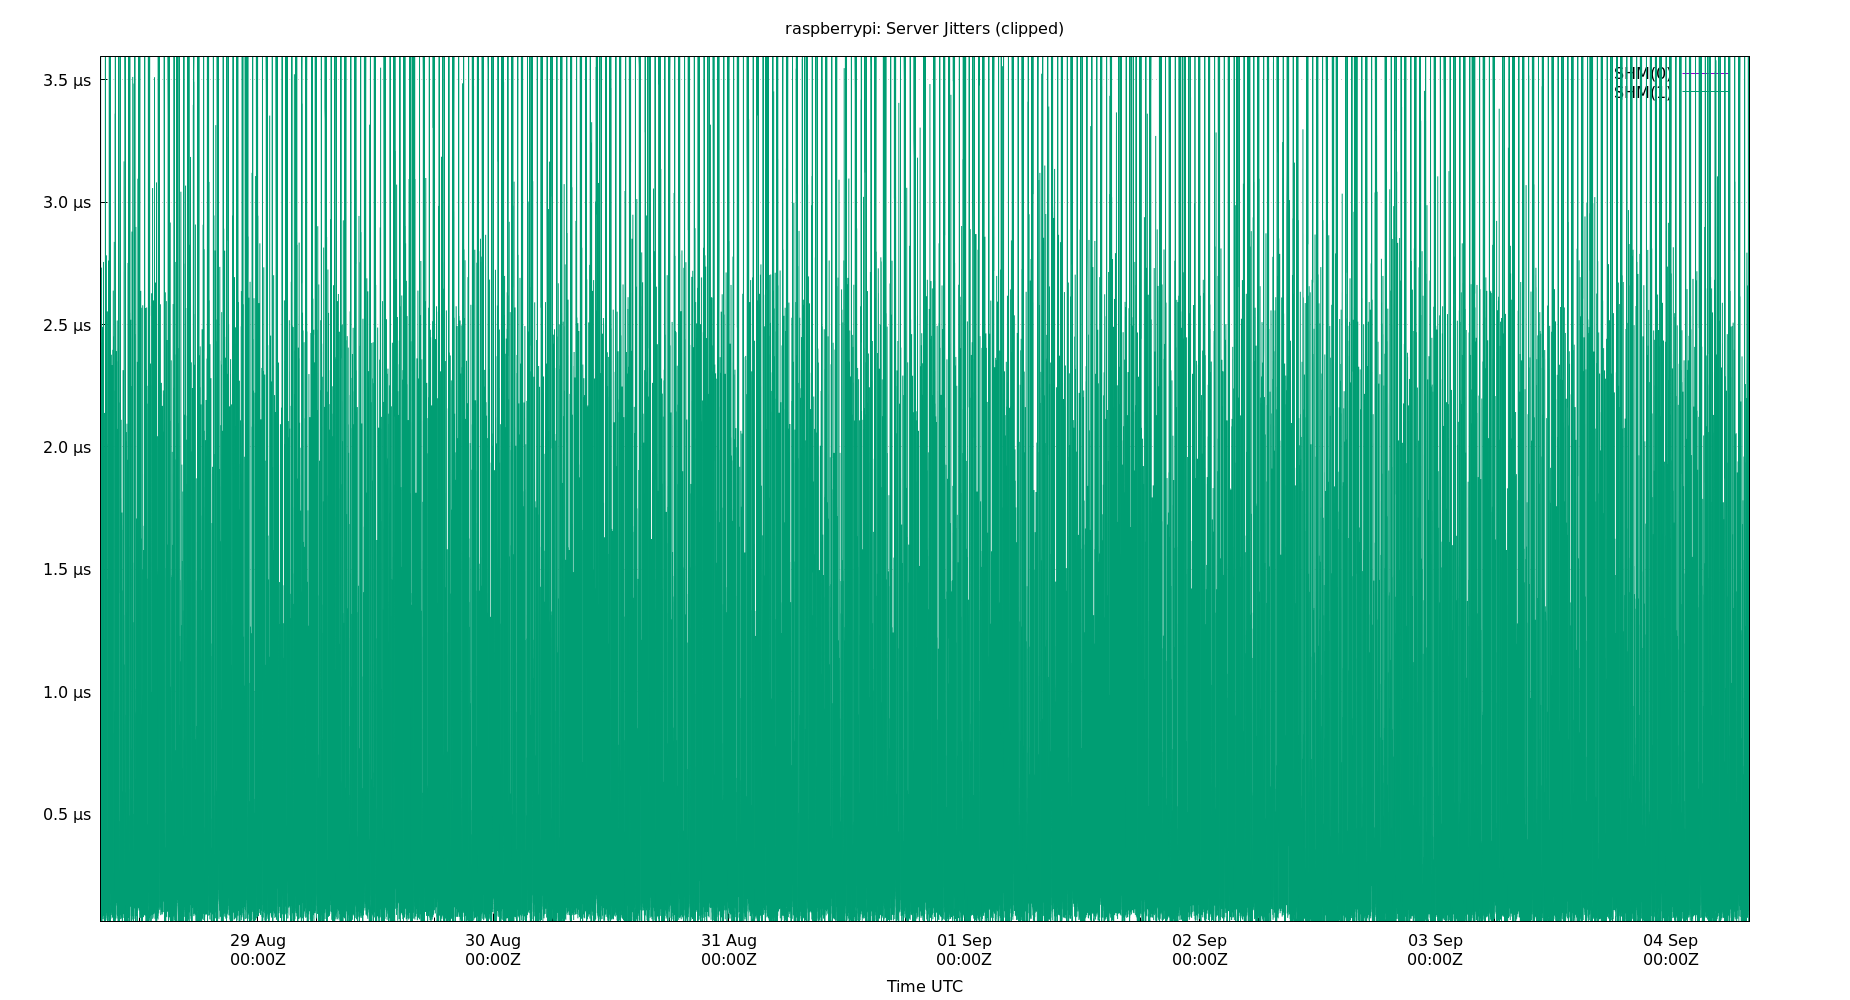 raspberrypi: Server Jitters (clipped)
SHM(0)
SHM(1)
3.5 µs
3.0 µs
2.5 µs
2.0 µs
1.5 µs
1.0 µs
0.5 µs
29 Aug 30 Aug 31 Aug 01 Sep 02 Sep 03 Sep 04 Sep
00:00Z 00:00Z 00:00Z 00:00Z 00:00Z 00:00Z 00:00Z
Time UTC